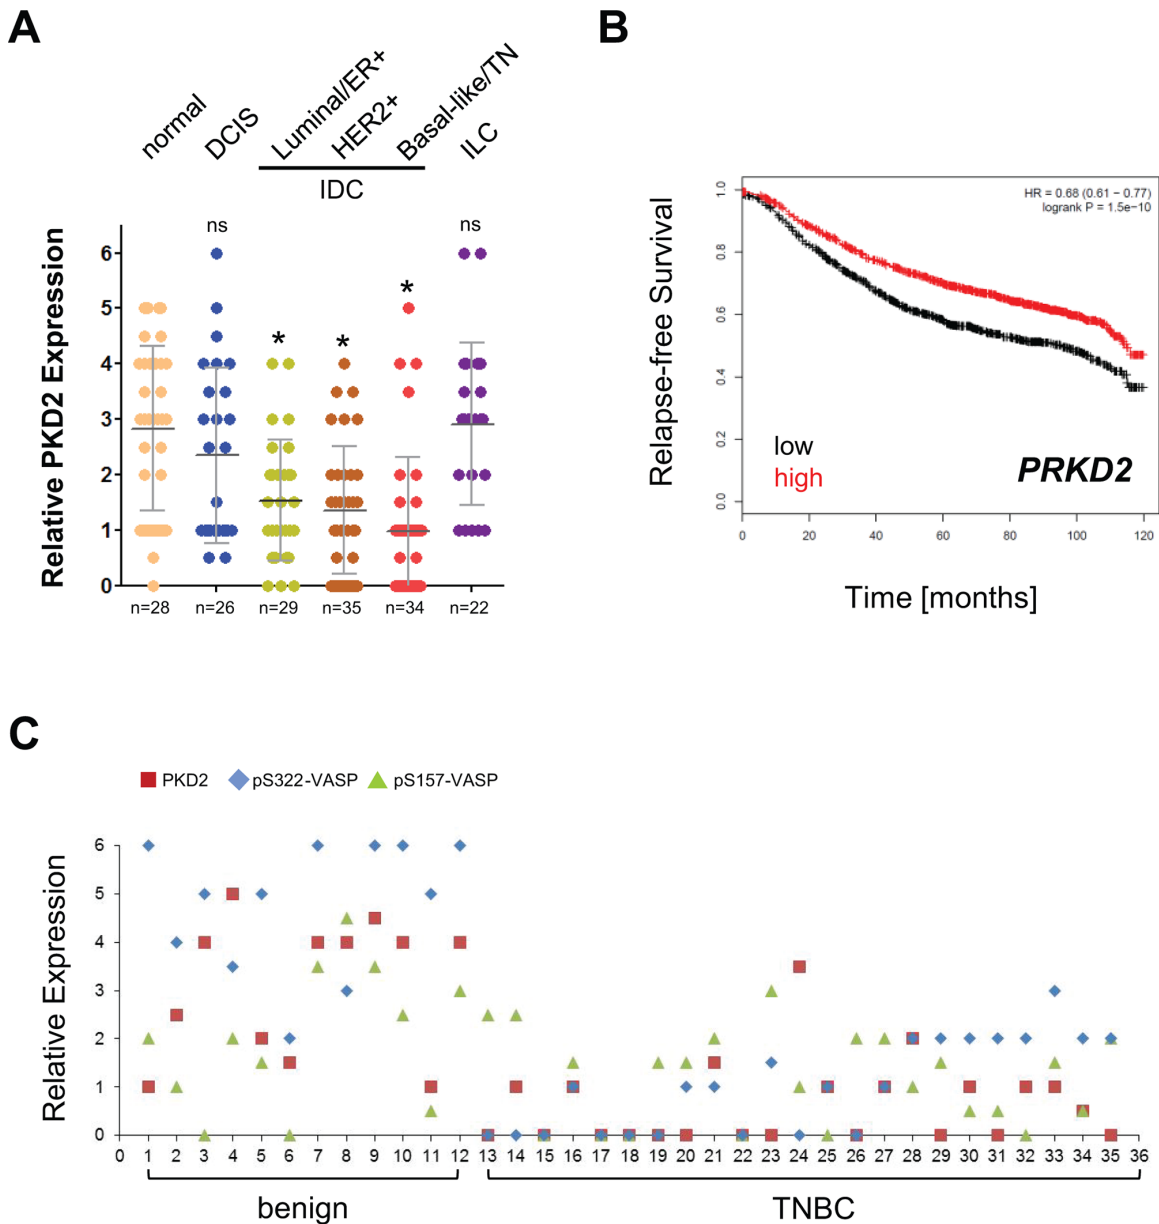 A
normal
DCIS
Luminal/ER+
HER2+
Basal-like/TN
ILC
IDC
Relative PKD2 Expression
6
5
4
3
2
1
0
ns
*
*
*
ns
n=28
n=26
n=29
n=35
n=34
n=22
B
Relapse-free Survival
1.0
0.8
0.6
0.4
0.2
0.0
HR = 0.68 (0.61 − 0.77)
logrank P = 1.5e−10
low
high
PRKD2
0
20
40
60
80
100
120
Time [months]
C
PKD2
pS322-VASP
pS157-VASP
Relative Expression
6
5
4
3
2
1
0
0 1 2 3 4 5 6 7 8 9 10 11 12 13 14 15 16 17 18 19 20 21 22 23 24 25 26 27 28 29 30 31 32 33 34 35 36
benign
TNBC